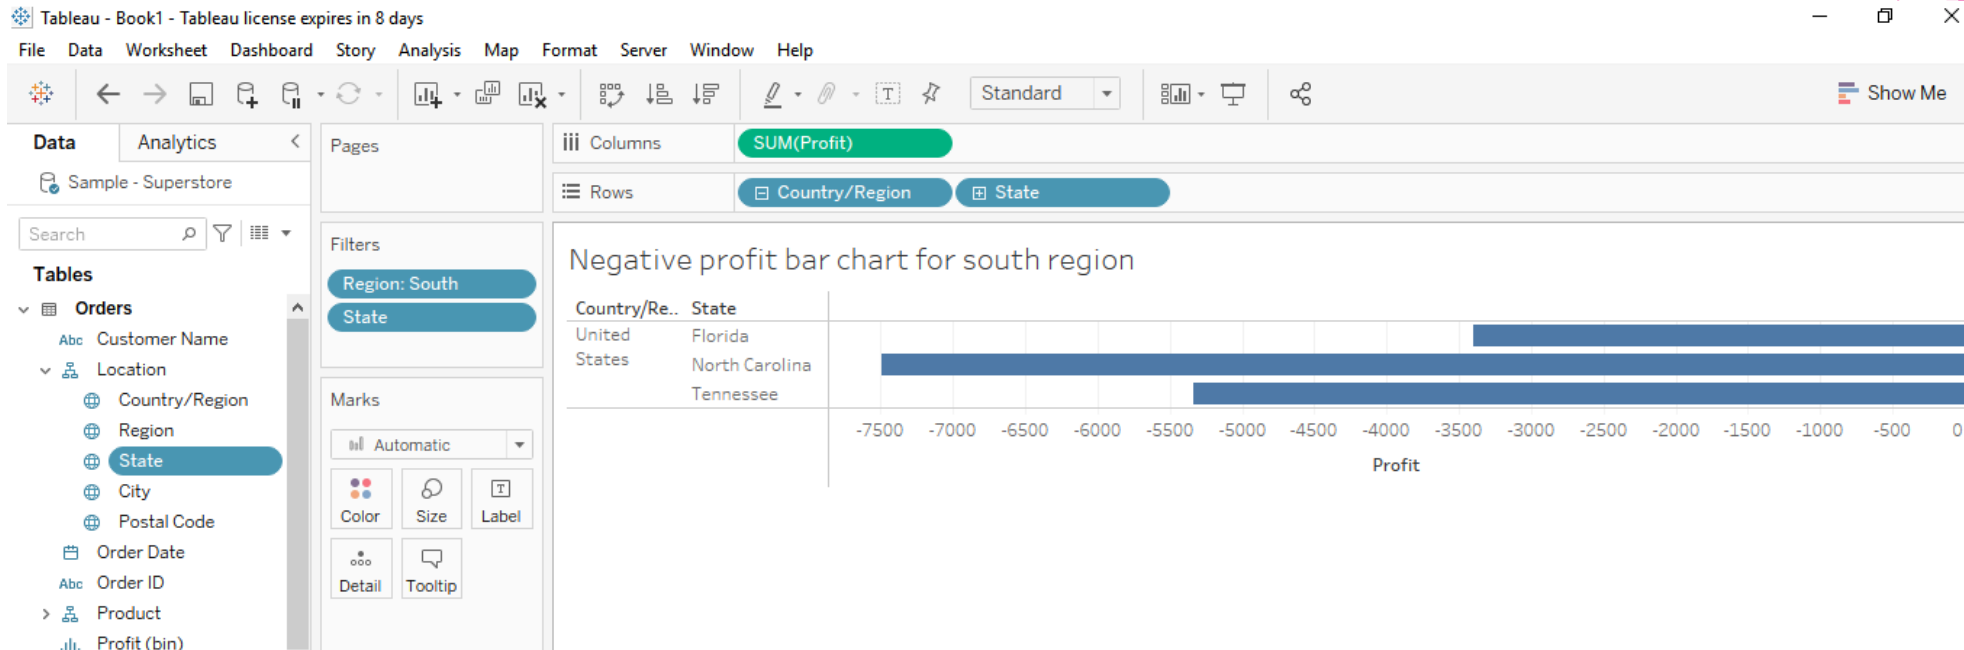 Tableau - Book1 - Tableau license expires in 8 days
File Data Worksheet Dashboard Story Analysis Map Format Server Window Help
Standard
Show Me
Data Analytics
Sample - Superstore
Search
Tables
Orders
Abc Customer Name
Location
Country/Region
Region
State
City
Postal Code
Order Date
Abc Order ID
Product
Profit (bin)
Pages
Filters
Region: South
State
Marks
Automatic
Color Size T Label
Detail Tooltip
Columns SUM(Profit)
Rows Country/Region State
Negative profit bar chart for south region
Country/Re.. State
United States Florida
North Carolina
Tennessee
-7500 -7000 -6500 -6000 -5500 -5000 -4500 -4000 -3500 -3000 -2500 -2000 -1500 -1000 -500 0
Profit